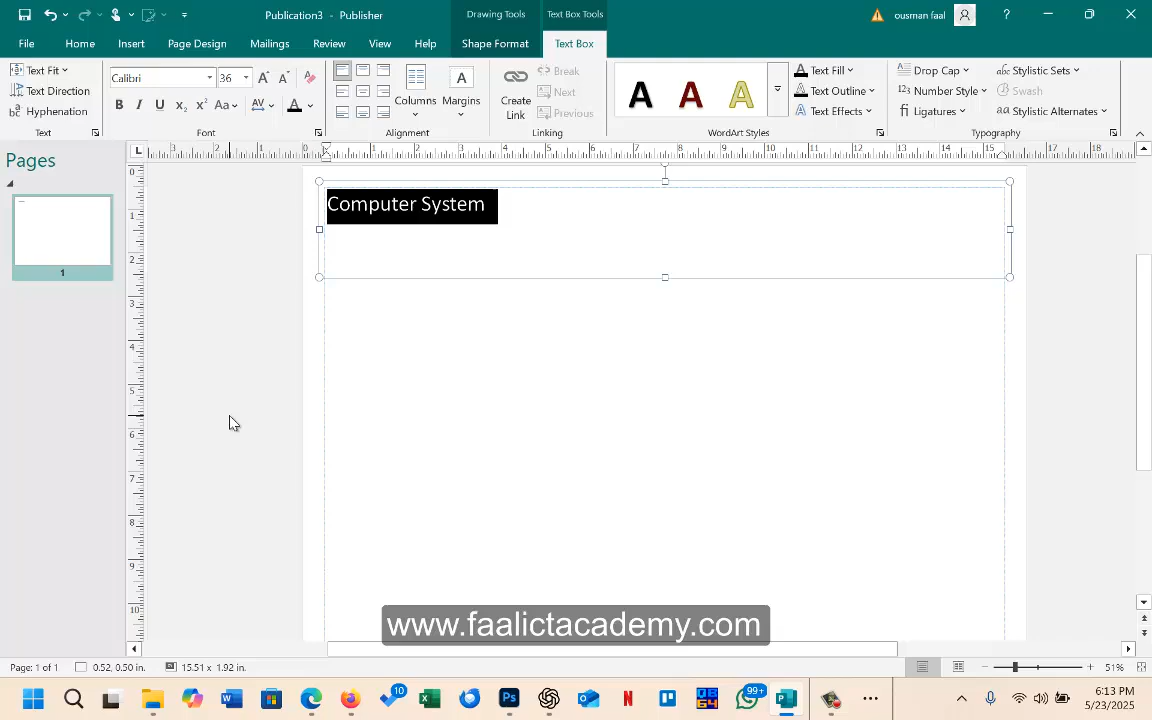 Publication3 - Publisher
Drawing Tools
Text Box Tools
ousman faal
?
File
Home
Insert
Page Design
Mailings
Review
View
Help
Shape Format
Text Box
Text Fit
Text Direction
Hyphenation
Text
Calibri
36
Font
Alignment
Columns
Margins
Create
Link
Break
Next
Previous
Linking
WordArt Styles
Text Fill
Text Outline
Text Effects
Drop Cap
Number Style
Ligatures
Stylistic Sets
Swash
Stylistic Alternates
Typography
Pages
1
Computer System
www.faalictacademy.com
Page: 1 of 1
0.52, 0.50 in.
15.51 x 1.92 in.
51%
10
99+
6:13 PM
5/23/2025